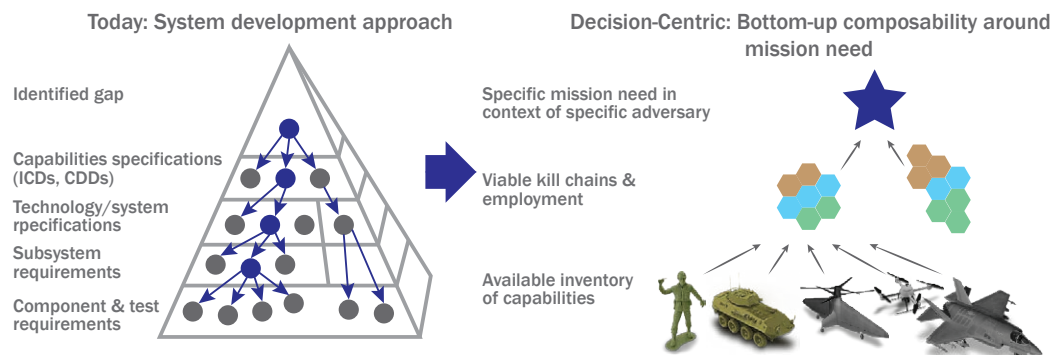 Today: System development approach
Identified gap
Capabilities specifications
(ICDs, CDDs)
Technology/system
rpecifications
Subsystem
requirements
Component & test
requirements
Decision-Centric: Bottom-up composability around
mission need
Specific mission need in
context of specific adversary
Viable kill chains &
employment
Available inventory
of capabilities